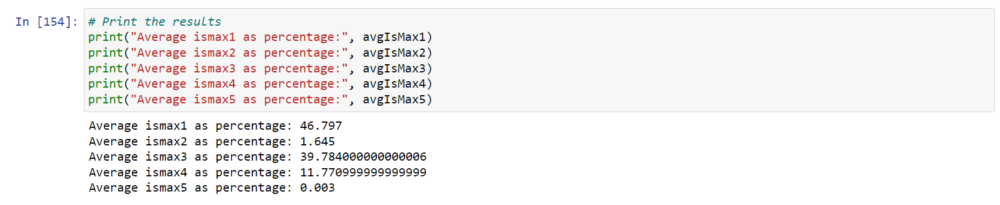 In [154]: # Print the results
print("Average ismax1 as percentage:", avgIsMax1)
print("Average ismax2 as percentage:", avgIsMax2)
print("Average ismax3 as percentage:", avgIsMax3)
print("Average ismax4 as percentage:", avgIsMax4)
print("Average ismax5 as percentage:", avgIsMax5)
Average ismax1 as percentage: 46.797
Average ismax2 as percentage: 1.645
Average ismax3 as percentage: 39.784000000000006
Average ismax4 as percentage: 11.770999999999999
Average ismax5 as percentage: 0.003